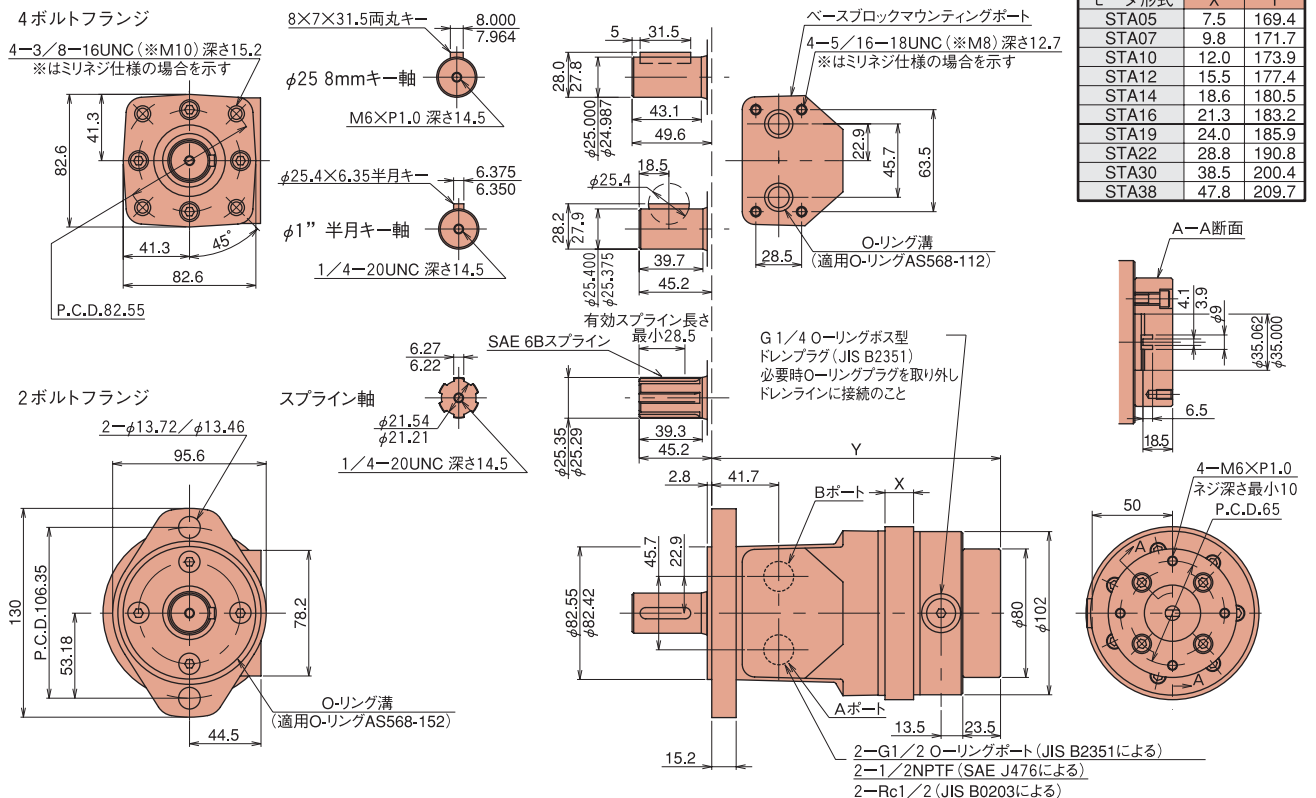 4ボルトフランジ
4−3/8−16UNC(※M10)深さ15.2
※はミリネジ仕様の場合を示す
41.3
82.6
41.3
45°
82.6
P.C.D.82.55
8×7×31.5両丸キー
8.000
7.964
φ25 8mmキー軸
M6×P1.0 深さ14.5
φ25.4×6.35半月キー
6.375
6.350
φ1” 半月キー軸
1/4−20UNC 深さ14.5
5
31.5
28.0
27.8
φ25.000
φ24.987
43.1
49.6
18.5
φ25.4
28.2
27.9
φ25.400
φ25.375
39.7
45.2
ベースブロックマウンティングポート
4−5/16−18UNC(※M8)深さ12.7
※はミリネジ仕様の場合を示す
22.9
45.7
63.5
28.5
O-リング溝
(適用O-リングAS568-112)
モータ形式 X Y
STA05 7.5 169.4
STA07 9.8 171.7
STA10 12.0 173.9
STA12 15.5 177.4
STA14 18.6 180.5
STA16 21.3 183.2
STA19 24.0 185.9
STA22 28.8 190.8
STA30 38.5 200.4
STA38 47.8 209.7
A−A断面
4.1
3.9
φ9
φ35.062
φ35.000
6.5
18.5
2ボルトフランジ
2−φ13.72/φ13.46
95.6
130
P.C.D.106.35
53.18
78.2
O-リング溝
(適用O-リングAS568-152)
44.5
スプライン軸
6.27
6.22
φ21.54
φ21.21
1/4−20UNC 深さ14.5
有効スプライン長さ
最小28.5
SAE 6Bスプライン
φ25.35
φ25.29
39.3
45.2
G 1/4 O−リングボス型
ドレンプラグ(JIS B2351)
必要時O−リングプラグを取り外し
ドレンラインに接続のこと
Y
2.8
41.7
X
Bポート
45.7
22.9
φ82.55
φ82.42
φ80
φ102
Aポート
13.5
23.5
15.2
2−G1/2 O−リングポート(JIS B2351による)
2−1/2NPTF(SAE J476による)
2−Rc1/2(JIS B0203による)
4−M6×P1.0
ネジ深さ最小10
P.C.D.65
50
A
A